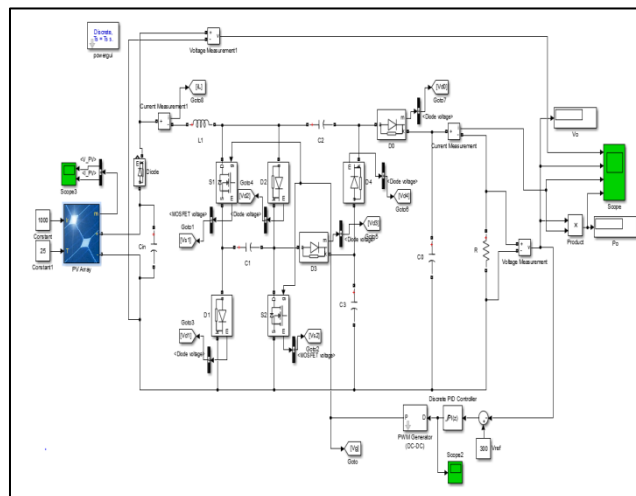 Discrete,
powergui
Voltage Measurement1
[iL]
Goto8
Current Measurement1
L1
C2
[Vd0]
Goto7
<Diode voltage>
D0
Current Measurement
Vo
Scope
Scope3
<V_PV>
<I_PV>
Diode
S1
Goto4
[Vd2]
D2
D4
[Vd4]
<Diode voltage>
1000
Constant
25
Constant1
PV Array
Cin
<MOSFET voltage>
<Diode voltage>
[Vs1]
Goto1
C1
D3
[Vd3]
Goto5
<Diode voltage>
C3
C0
R
Voltage Measurement
Product
Po
D1
S2
Goto3
[Vd1]
<Diode voltage>
[Vs2]
Goto2
<MOSFET voltage>
Discrete PID Controller
PI(z)
P
D
PWM Generator
(DC-DC)
300
Vref
Scope2
[Vg]
Goto